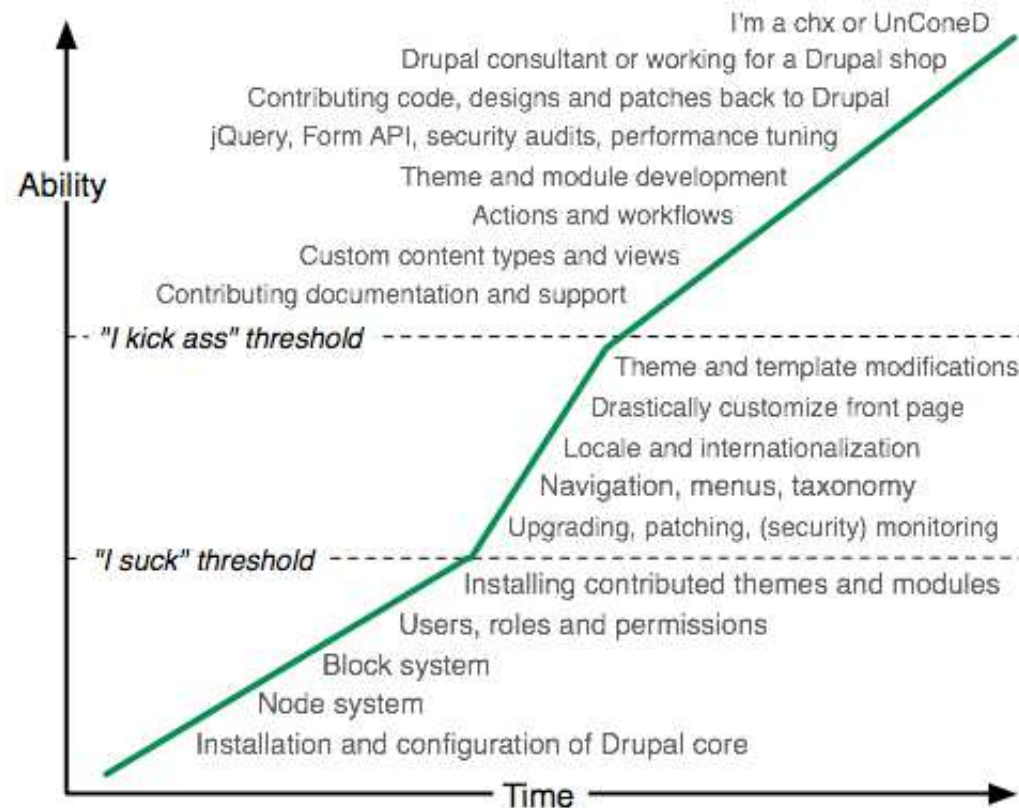 I'm a chx or UnConeD
Drupal consultant or working for a Drupal shop
Contributing code, designs and patches back to Drupal
jQuery, Form API, security audits, performance tuning
Theme and module development
Ability
Actions and workflows
Custom content types and views
Contributing documentation and support
"I kick ass" threshold
Theme and template modifications
Drastically customize front page
Locale and internationalization
Navigation, menus, taxonomy
Upgrading, patching, (security) monitoring
"I suck" threshold
Installing contributed themes and modules
Users, roles and permissions
Block system
Node system
Installation and configuration of Drupal core
Time